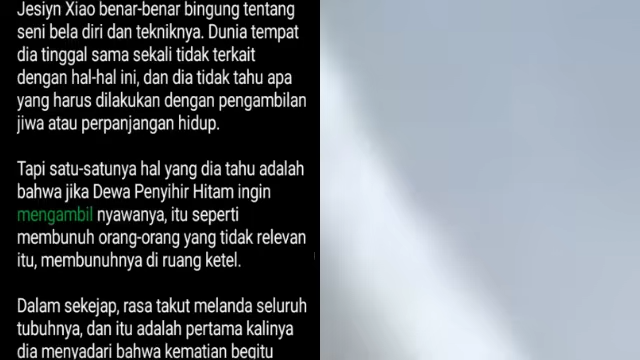 Jesiyn Xiao benar-benar bingung tentang
seni bela diri dan tekniknya. Dunia tempat
dia tinggal sama sekali tidak terkait
dengan hal-hal ini, dan dia tidak tahu apa
yang harus dilakukan dengan pengambilan
jiwa atau perpanjangan hidup.
Tapi satu-satunya hal yang dia tahu adalah
bahwa jika Dewa Penyihir Hitam ingin
mengambil nyawanya, itu seperti
membunuh orang-orang yang tidak relevan
itu, membunuhnya di ruang ketel.
Dalam sekejap, rasa takut melanda seluruh
tubuhnya, dan itu adalah pertama kalinya
dia menyadari bahwa kematian begitu